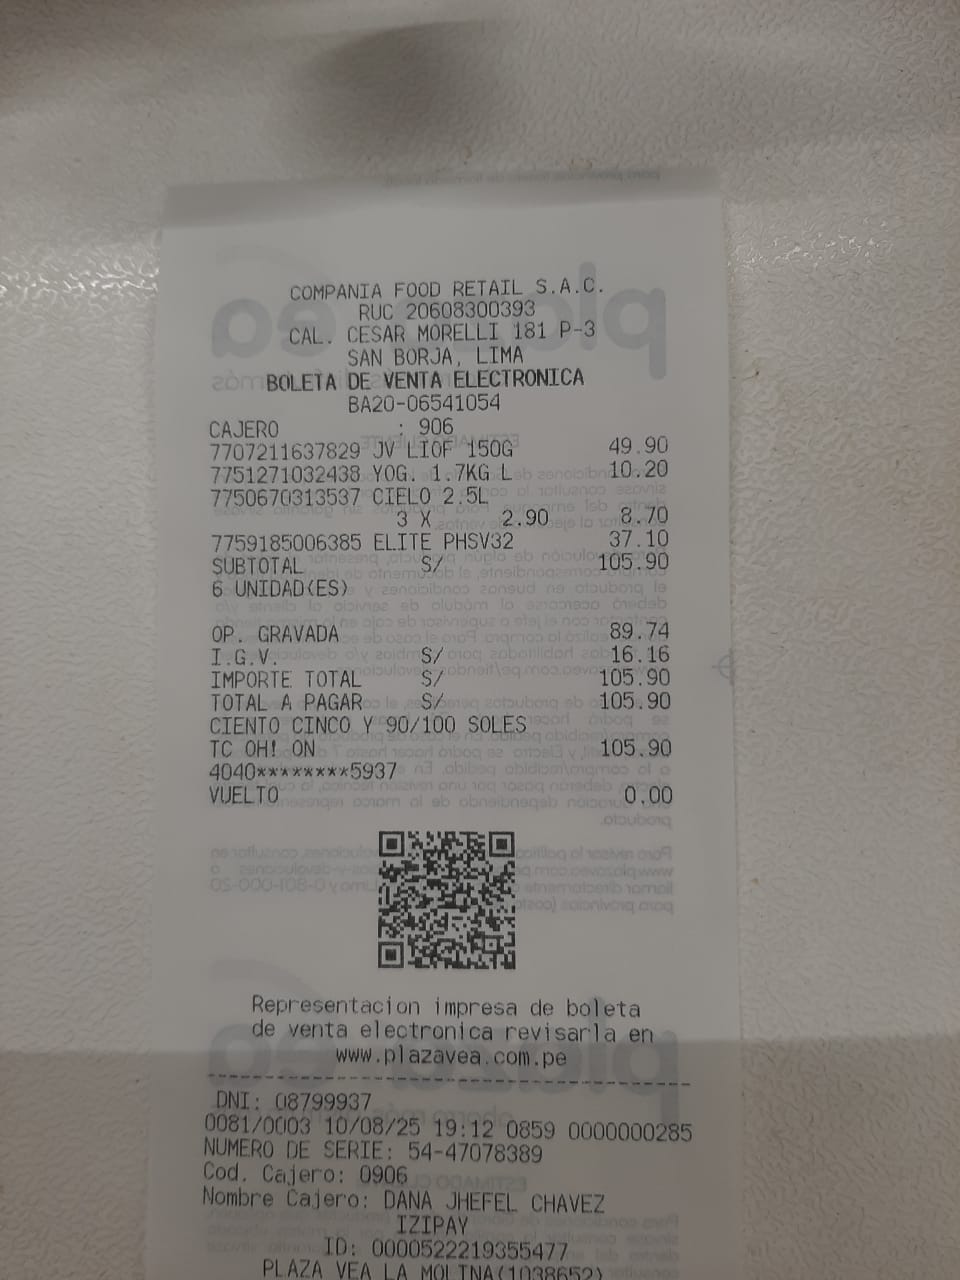 COMPANIA FOOD RETAIL S.A.C.
RUC 20608300393
CAL. CESAR MORELLI 181 P-3
SAN BORJA, LIMA
BOLETA DE VENTA ELECTRONICA
BA20-06541054
CAJERO : 906
7707211637829 JV LIOF 150G 49.90
7751271032438 YOG. 1.7KG L 10.20
7750670313537 CIELO 2.5L
3 X 2.90 8.70
7759185006385 ELITE PHSV32 37.10
SUBTOTAL S/ 105.90
6 UNIDAD(ES)
OP. GRAVADA 89.74
I.G.V. S/ 16.16
IMPORTE TOTAL S/ 105.90
TOTAL A PAGAR S/ 105.90
CIENTO CINCO Y 90/100 SOLES
TC OH! ON 105.90
4040********5937
VUELTO 0.00
Representacion impresa de boleta
de venta electronica revisarla en
www.plazavea.com.pe
DNI: 08799937
0081/0003 10/08/25 19:12 0859 0000000285
NUMERO DE SERIE: 54-47078389
Cod. Cajero: 0906
Nombre Cajero: DANA JHEFEL CHAVEZ
IZIPAY
ID: 0000522219355477
PLAZA VEA LA MOLINA(1038652)